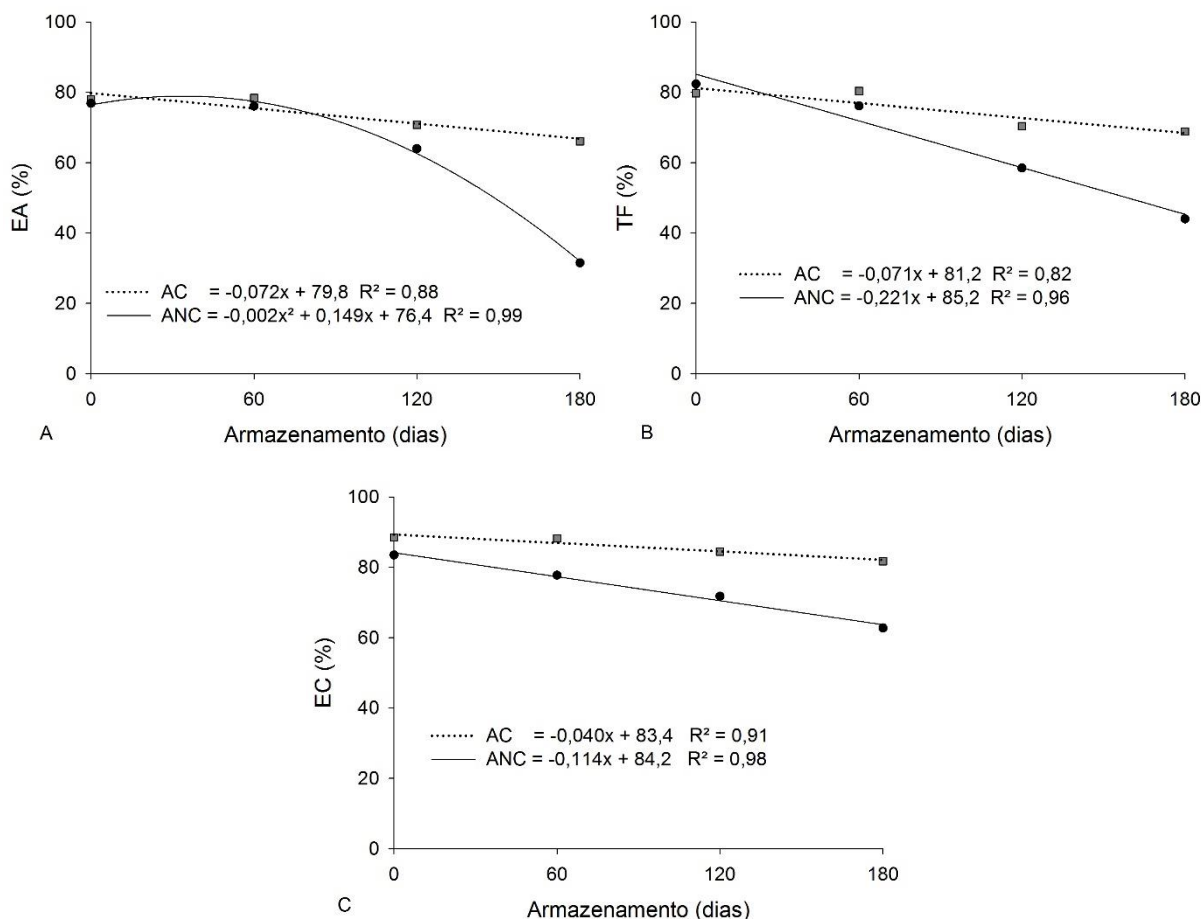 100
80
60
40
20
0
EA (%)
AC = -0,072x + 79,8 R² = 0,88
ANC = -0,002x² + 0,149x + 76,4 R² = 0,99
0 60 120 180
Armazenamento (dias)
A
100
80
60
40
20
0
TF (%)
AC = -0,071x + 81,2 R² = 0,82
ANC = -0,221x + 85,2 R² = 0,96
0 60 120 180
Armazenamento (dias)
B
100
80
60
40
20
0
EC (%)
AC = -0,040x + 83,4 R² = 0,91
ANC = -0,114x + 84,2 R² = 0,98
0 60 120 180
Armazenamento (dias)
C